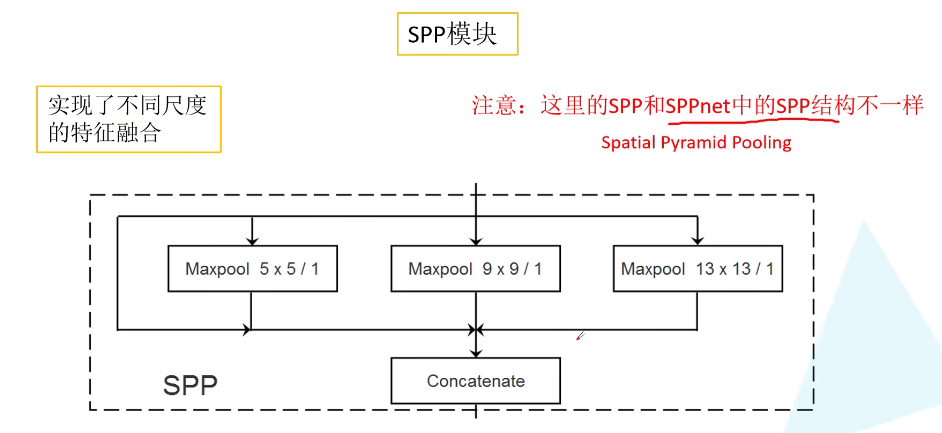 SPP模块
实现了不同尺度
的特征融合
注意：这里的SPP和SPPnet中的SPP结构不一样
Spatial Pyramid Pooling
Maxpool 5 x 5 / 1
Maxpool 9 x 9 / 1
Maxpool 13 x 13 / 1
SPP
Concatenate